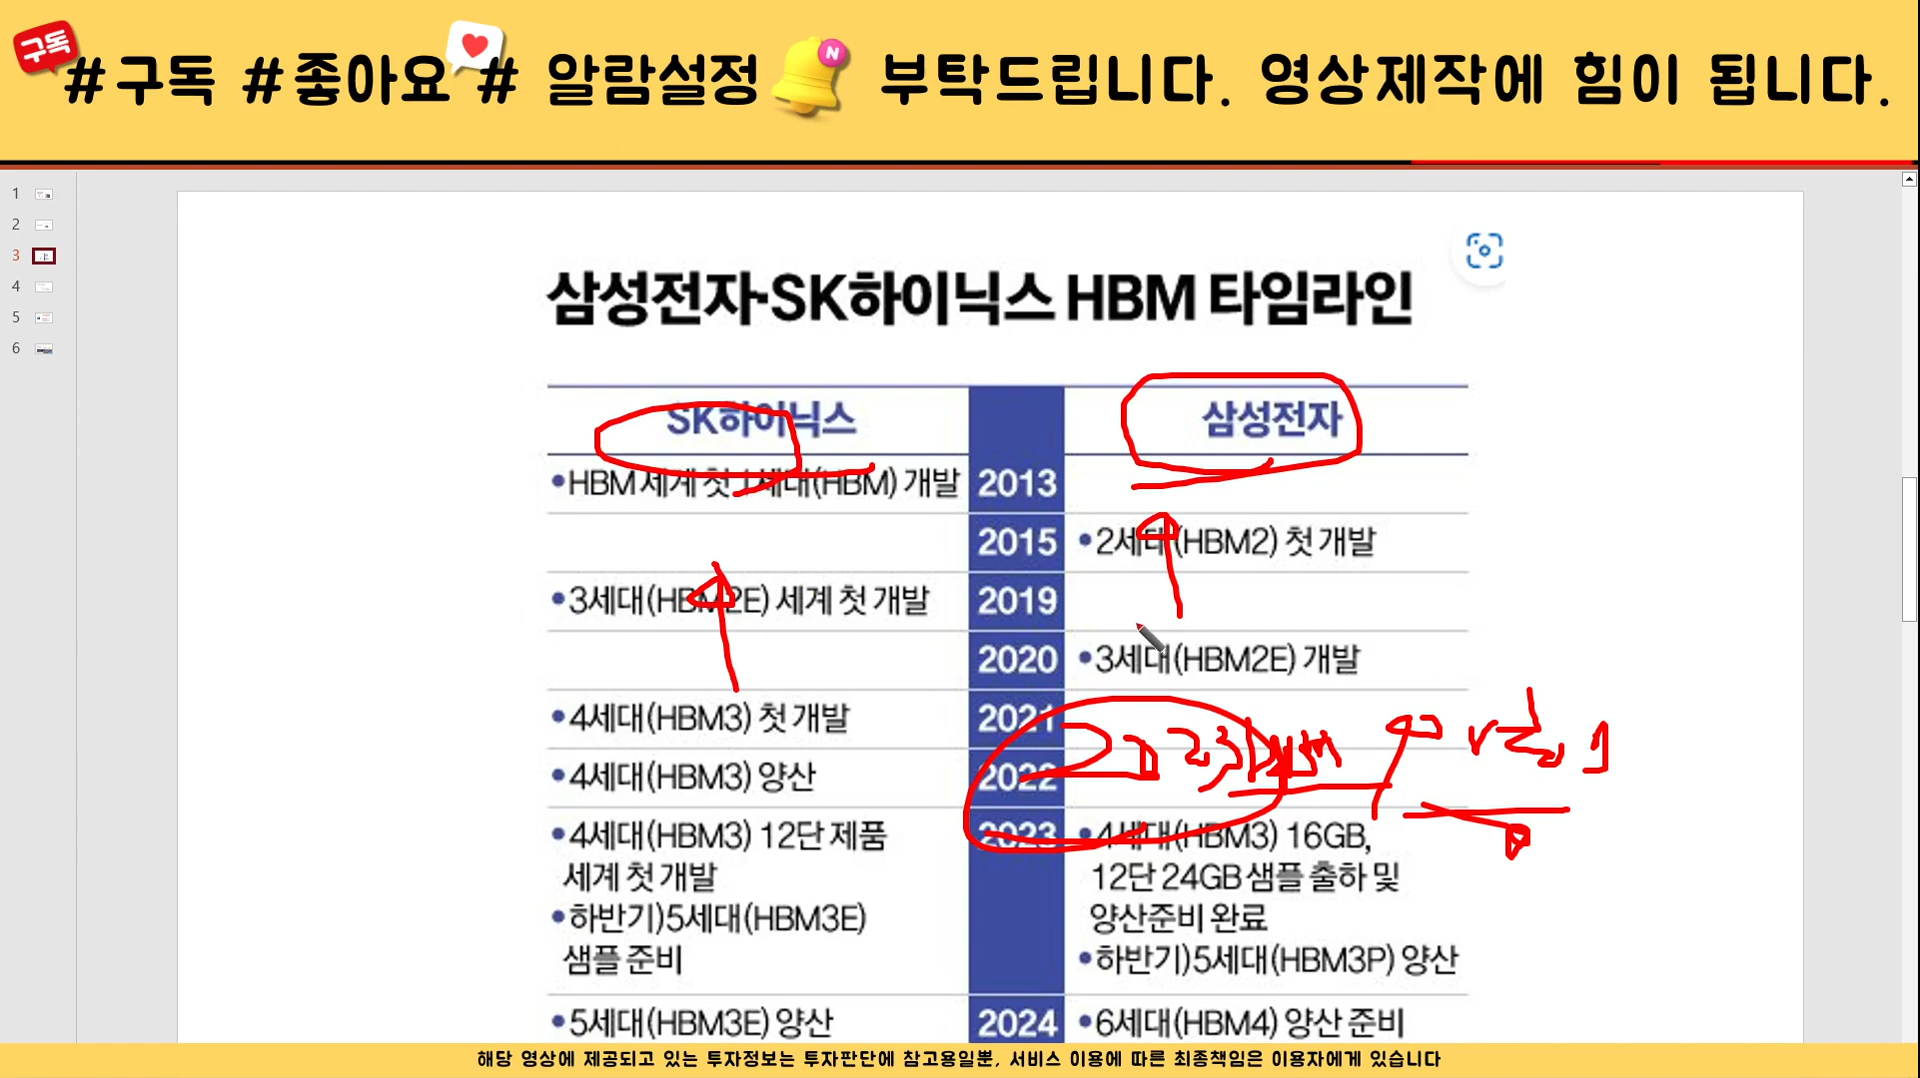 구독
#구독 #좋아요 # 알람설정 N 부탁드립니다. 영상제작에 힘이 됩니다.
1
2
3
4
5
6
삼성전자·SK하이닉스 HBM 타임라인
SK하이닉스 삼성전자
•HBM 세계 첫 1세대(HBM) 개발 2013
2015 •2세대(HBM2) 첫 개발
•3세대(HBM2E) 세계 첫 개발 2019
2020 •3세대(HBM2E) 개발
•4세대(HBM3) 첫 개발 2021
•4세대(HBM3) 양산 2022
2023
•4세대(HBM3) 12단 제품 2023 •4세대(HBM3) 16GB,
세계 첫 개발 12단 24GB 샘플 출하 및
•하반기)5세대(HBM3E) 양산준비 완료
샘플 준비 •하반기)5세대(HBM3P) 양산
•5세대(HBM3E) 양산 2024 •6세대(HBM4) 양산 준비
해당 영상에 제공되고 있는 투자정보는 투자판단에 참고용일뿐, 서비스 이용에 따른 최종책임은 이용자에게 있습니다